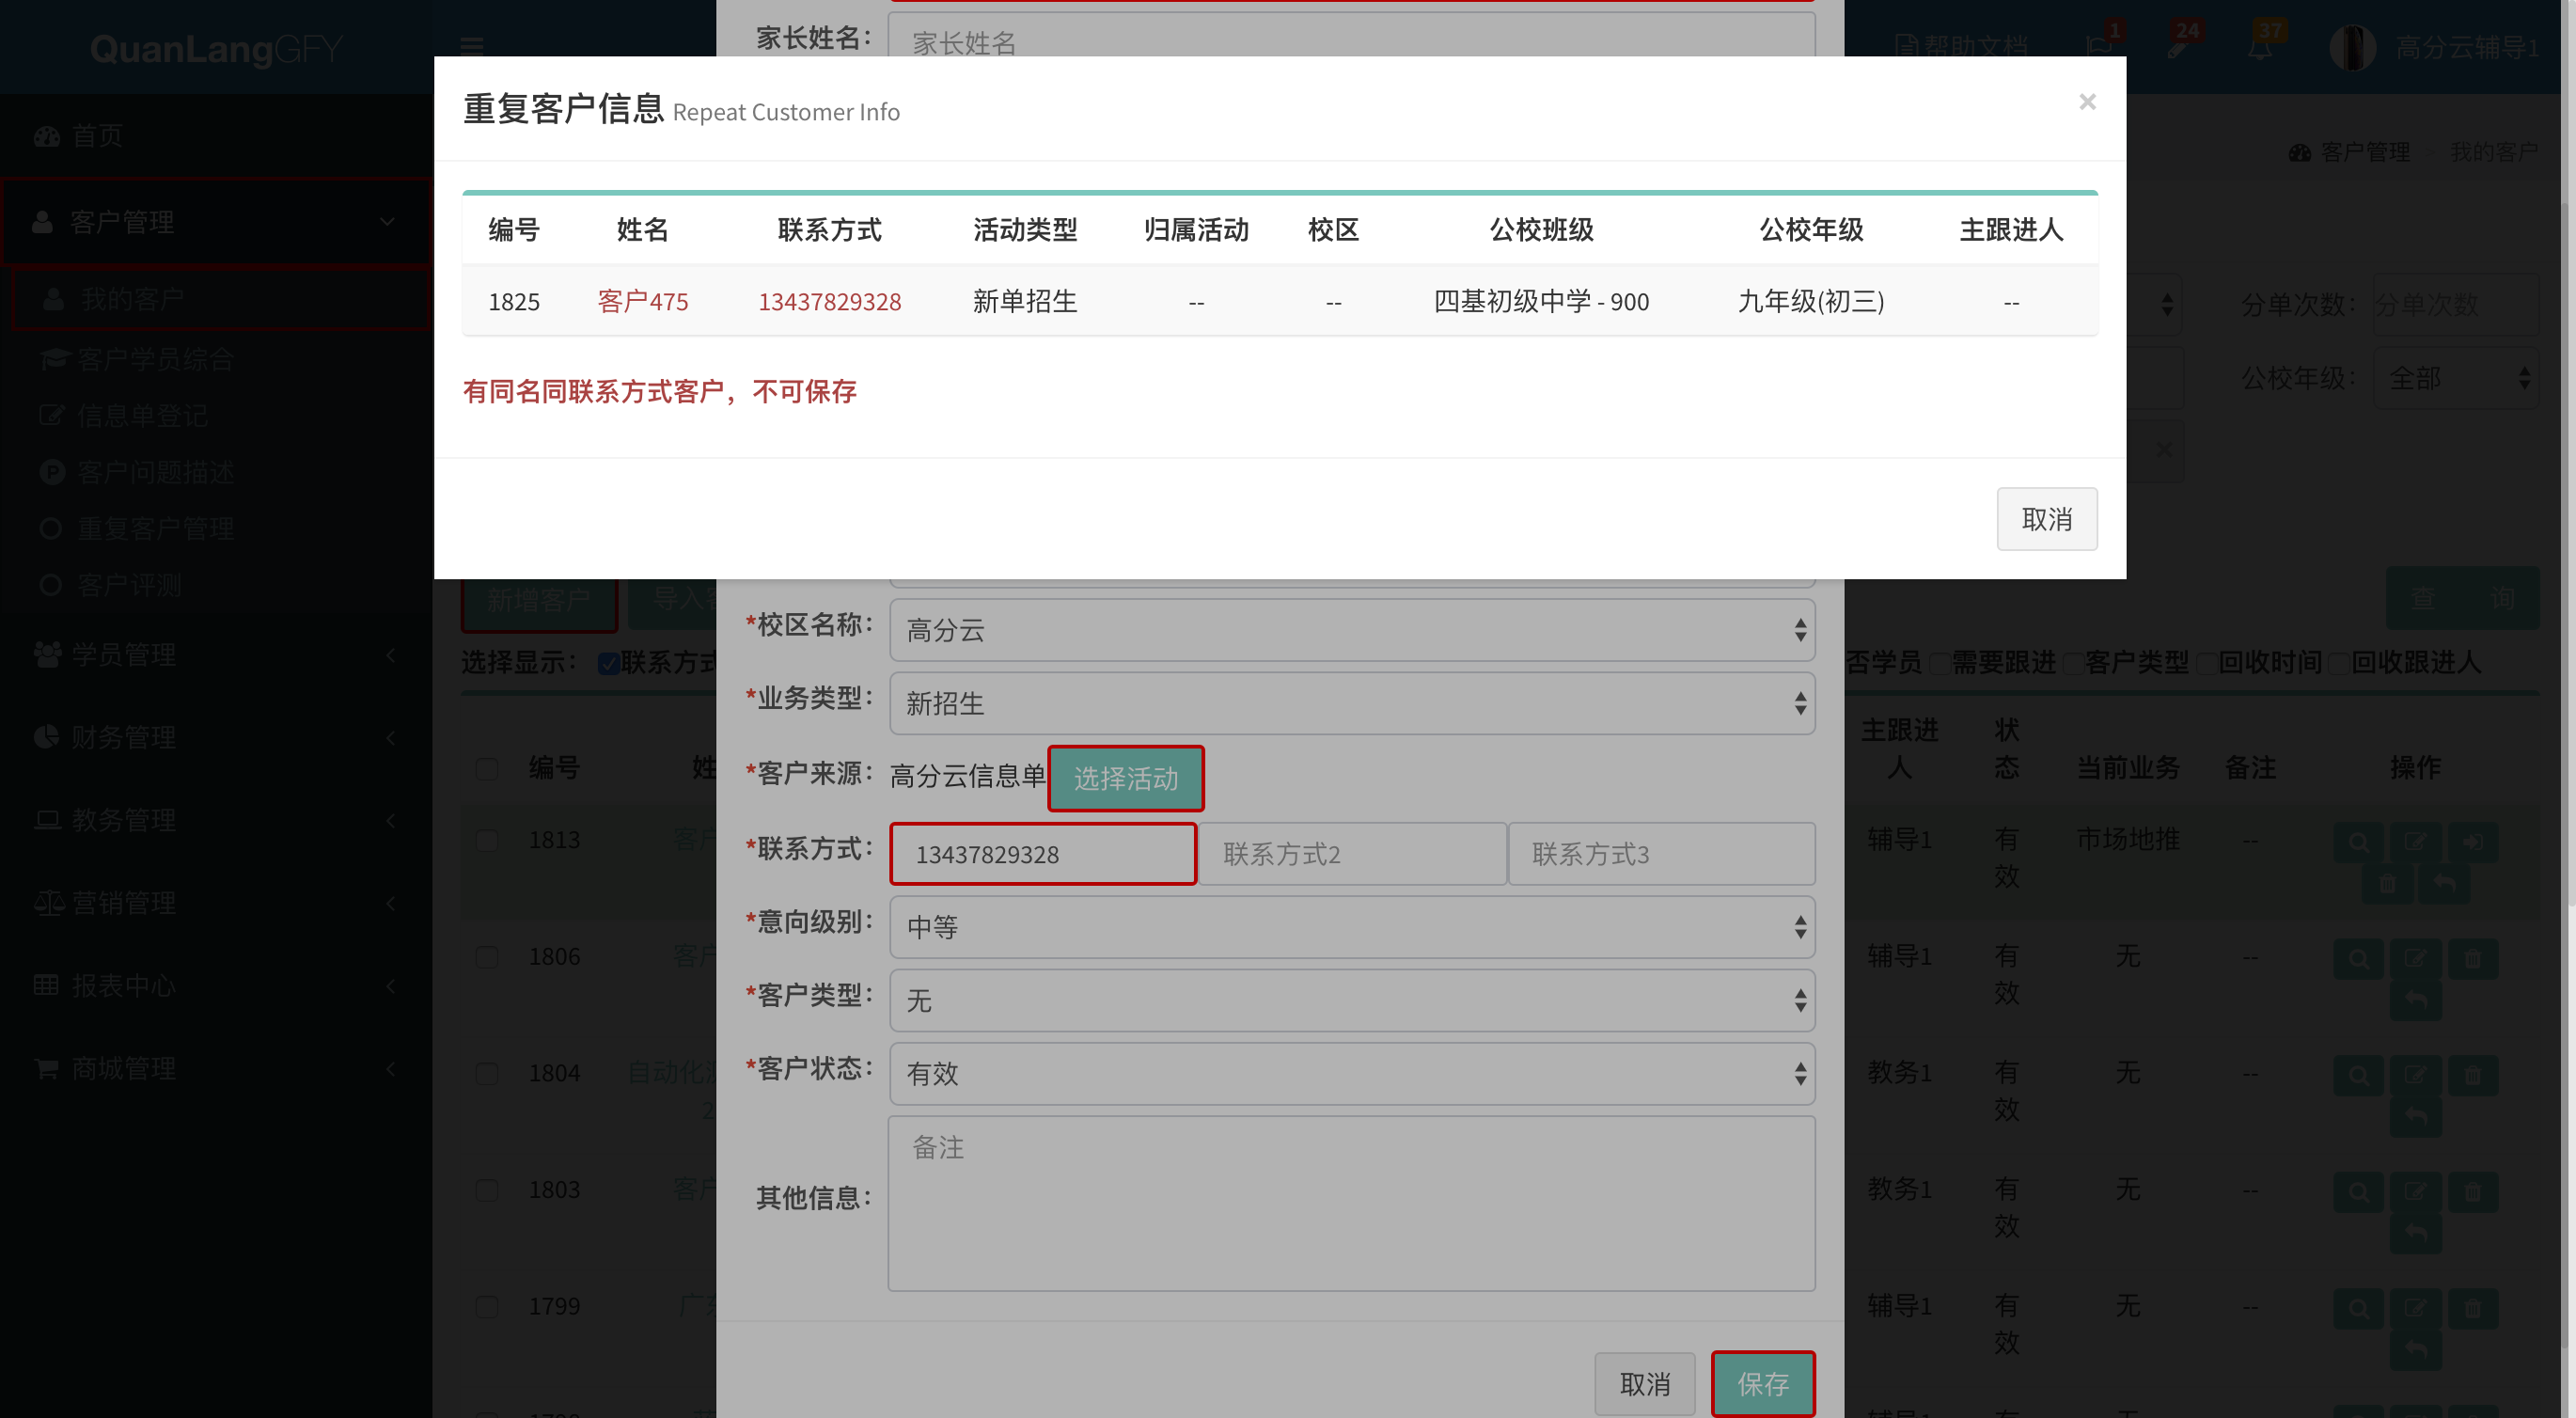 QuanLangGFY
家长姓名：
家长姓名
帮助文档
1
24
37
高分云辅导1
重复客户信息 Repeat Customer Info
×
首页
客户管理
我的客户
客户管理
我的客户
客户学员综合
信息单登记
客户问题描述
重复客户管理
客户评测
学员管理
财务管理
教务管理
营销管理
报表中心
商城管理
编号 姓名 联系方式 活动类型 归属活动 校区 公校班级 公校年级 主跟进人
1825 客户475 13437829328 新单招生 -- -- 四基初级中学 - 900 九年级(初三) --
有同名同联系方式客户，不可保存
取消
分单次数：
分单次数
公校年级：
全部
新增客户
导入客
查 询
选择显示：
联系方式
否学员
需要跟进
客户类型
回收时间
回收跟进人
*校区名称：
高分云
*业务类型：
新招生
*客户来源：
高分云信息单
选择活动
*联系方式：
13437829328
联系方式2
联系方式3
*意向级别：
中等
*客户类型：
无
*客户状态：
有效
其他信息：
备注
取消
保存
编号 姓
主跟进人 状态 当前业务 备注 操作
1813 客户 辅导1 有效 市场地推 --
1806 客户 辅导1 有效 无 --
1804 自动化 教务1 有效 无 --
2
1803 客户 教务1 有效 无 --
1799 广 辅导1 有效 无 --